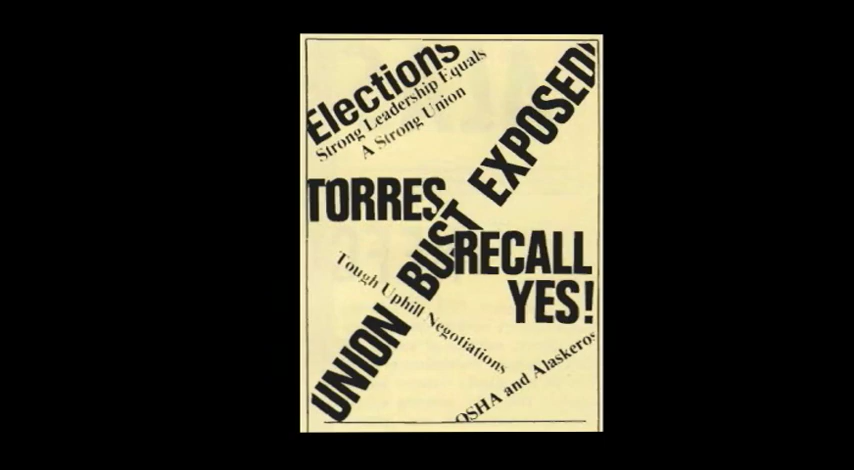 Elections
Strong Leadership Equals
A Strong Union
UNION BUST EXPOSED!
TORRES
RECALL
YES!
Tough Uphill Negotiations
OSHA and Alaskeros